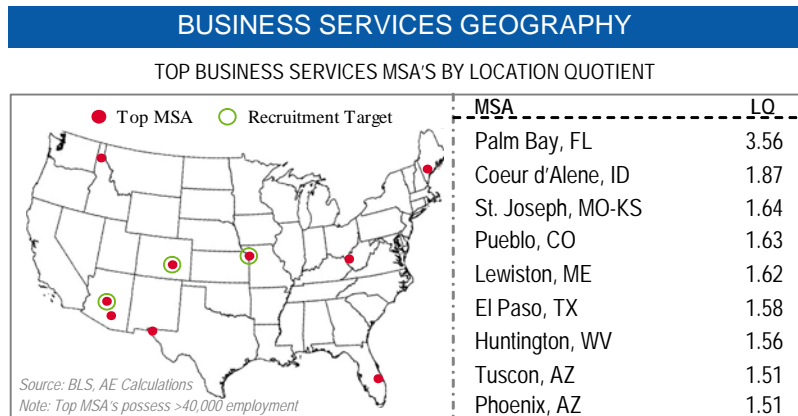 BUSINESS SERVICES GEOGRAPHY
TOP BUSINESS SERVICES MSA'S BY LOCATION QUOTIENT
Top MSA Recruitment Target
Source: BLS, AE Calculations
Note: Top MSA's possess >40,000 employment
MSA LQ
Palm Bay, FL 3.56
Coeur d'Alene, ID 1.87
St. Joseph, MO-KS 1.64
Pueblo, CO 1.63
Lewiston, ME 1.62
El Paso, TX 1.58
Huntington, WV 1.56
Tuscon, AZ 1.51
Phoenix, AZ 1.51